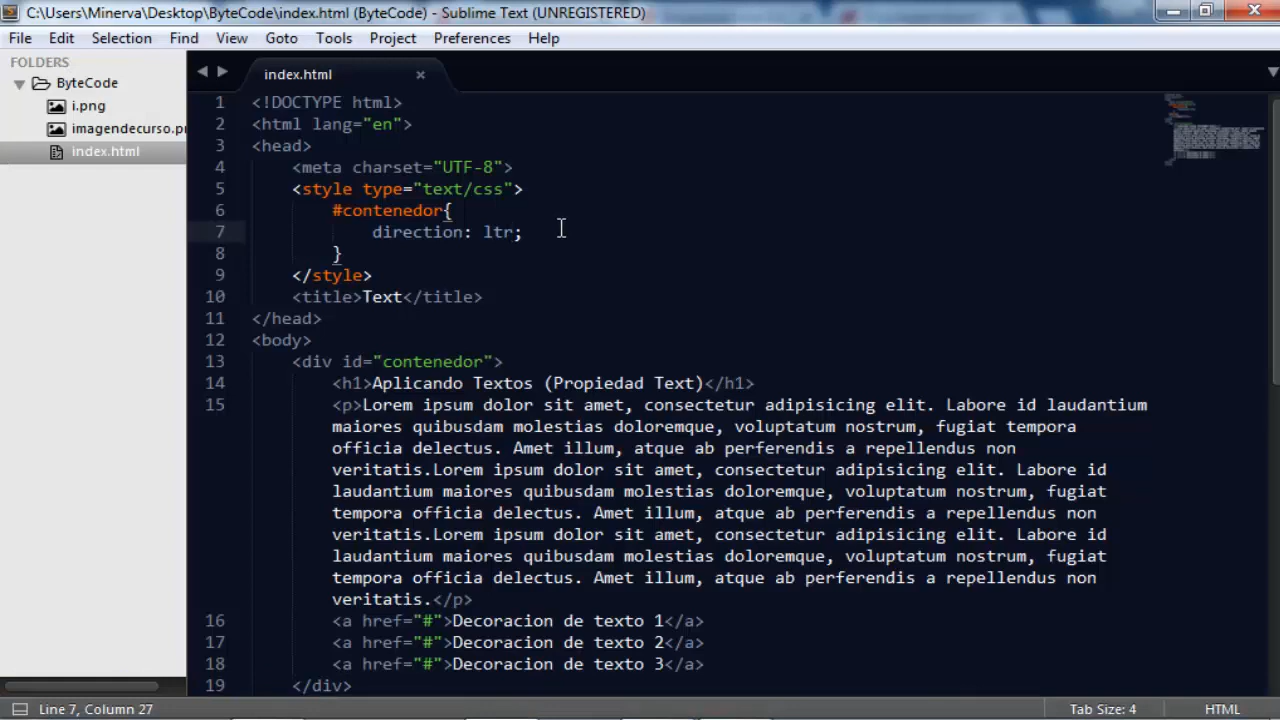 C:\Users\Minerva\Desktop\ByteCode\index.html (ByteCode) - Sublime Text (UNREGISTERED)
File Edit Selection Find View Goto Tools Project Preferences Help
FOLDERS
ByteCode
i.png
imagendecurso.pr
index.html
index.html
1 <!DOCTYPE html>
2 <html lang="en">
3 <head>
4 <meta charset="UTF-8">
5 <style type="text/css">
6 #contenedor{
7 direction: ltr;
8 }
9 </style>
10 <title>Text</title>
11 </head>
12 <body>
13 <div id="contenedor">
14 <h1>Aplicando Textos (Propiedad Text)</h1>
15 <p>Lorem ipsum dolor sit amet, consectetur adipisicing elit. Labore id laudantium
maiores quibusdam molestias doloremque, voluptatum nostrum, fugiat tempora
officia delectus. Amet illum, atque ab perferendis a repellendus non
veritatis.Lorem ipsum dolor sit amet, consectetur adipisicing elit. Labore id
laudantium maiores quibusdam molestias doloremque, voluptatum nostrum, fugiat
tempora officia delectus. Amet illum, atque ab perferendis a repellendus non
veritatis.Lorem ipsum dolor sit amet, consectetur adipisicing elit. Labore id
laudantium maiores quibusdam molestias doloremque, voluptatum nostrum, fugiat
tempora officia delectus. Amet illum, atque ab perferendis a repellendus non
veritatis.</p>
16 <a href="#">Decoracion de texto 1</a>
17 <a href="#">Decoracion de texto 2</a>
18 <a href="#">Decoracion de texto 3</a>
19 </div>
Line 7, Column 27
Tab Size: 4
HTML